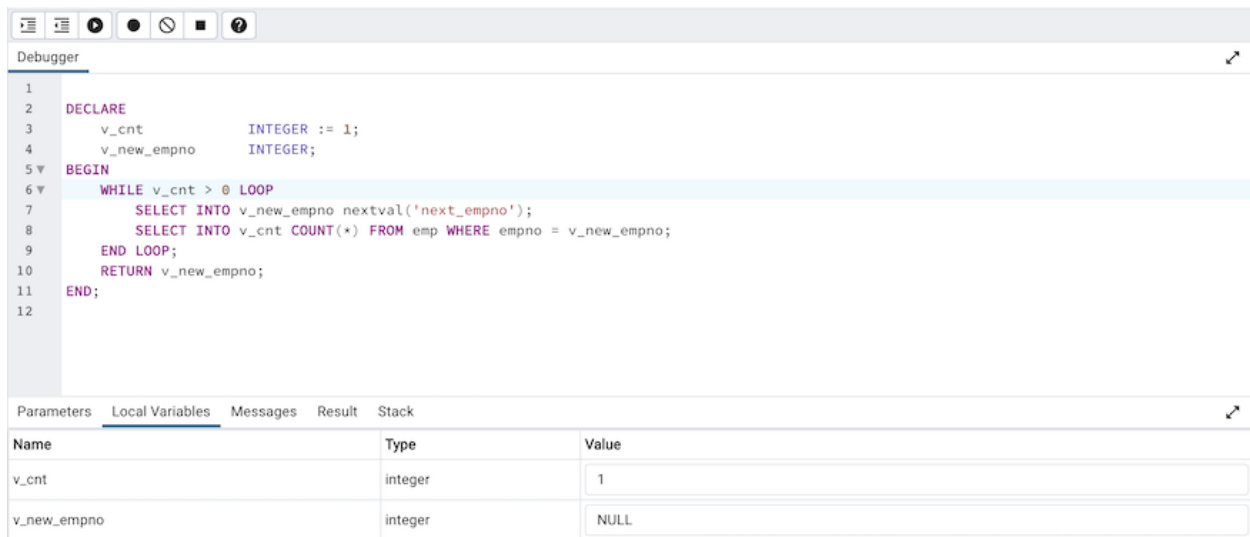 Debugger
1
2 DECLARE
3 v_cnt INTEGER := 1;
4 v_new_empno INTEGER;
5 BEGIN
6 WHILE v_cnt > 0 LOOP
7 SELECT INTO v_new_empno nextval('next_empno');
8 SELECT INTO v_cnt COUNT(*) FROM emp WHERE empno = v_new_empno;
9 END LOOP;
10 RETURN v_new_empno;
11 END;
12
Parameters Local Variables Messages Result Stack
Name Type Value
v_cnt integer 1
v_new_empno integer NULL